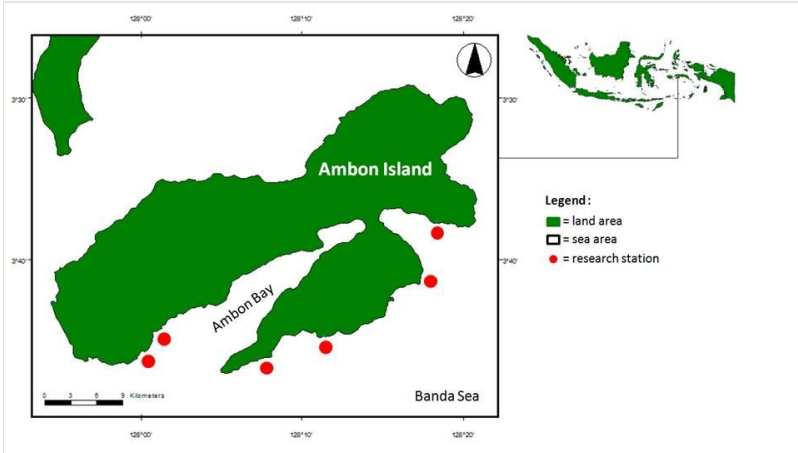 128°00
128°10
128°20
3°30
3°30
Ambon Island
Legend :
= land area
= sea area
= research station
3°40
3°40
Ambon Bay
Banda Sea
0 3 6 9 Kilometers
128°00
128°10
128°20